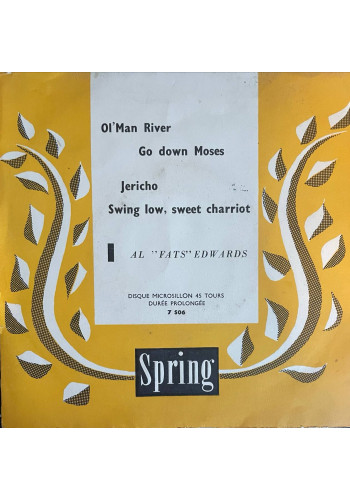 Ol'Man River
Go down Moses
Jericho
Swing low, sweet charriot
AL "FATS" EDWARDS
DISQUE MICROSILLON 45 TOURS
DURÉE PROLONGÉE
7 506
Spring